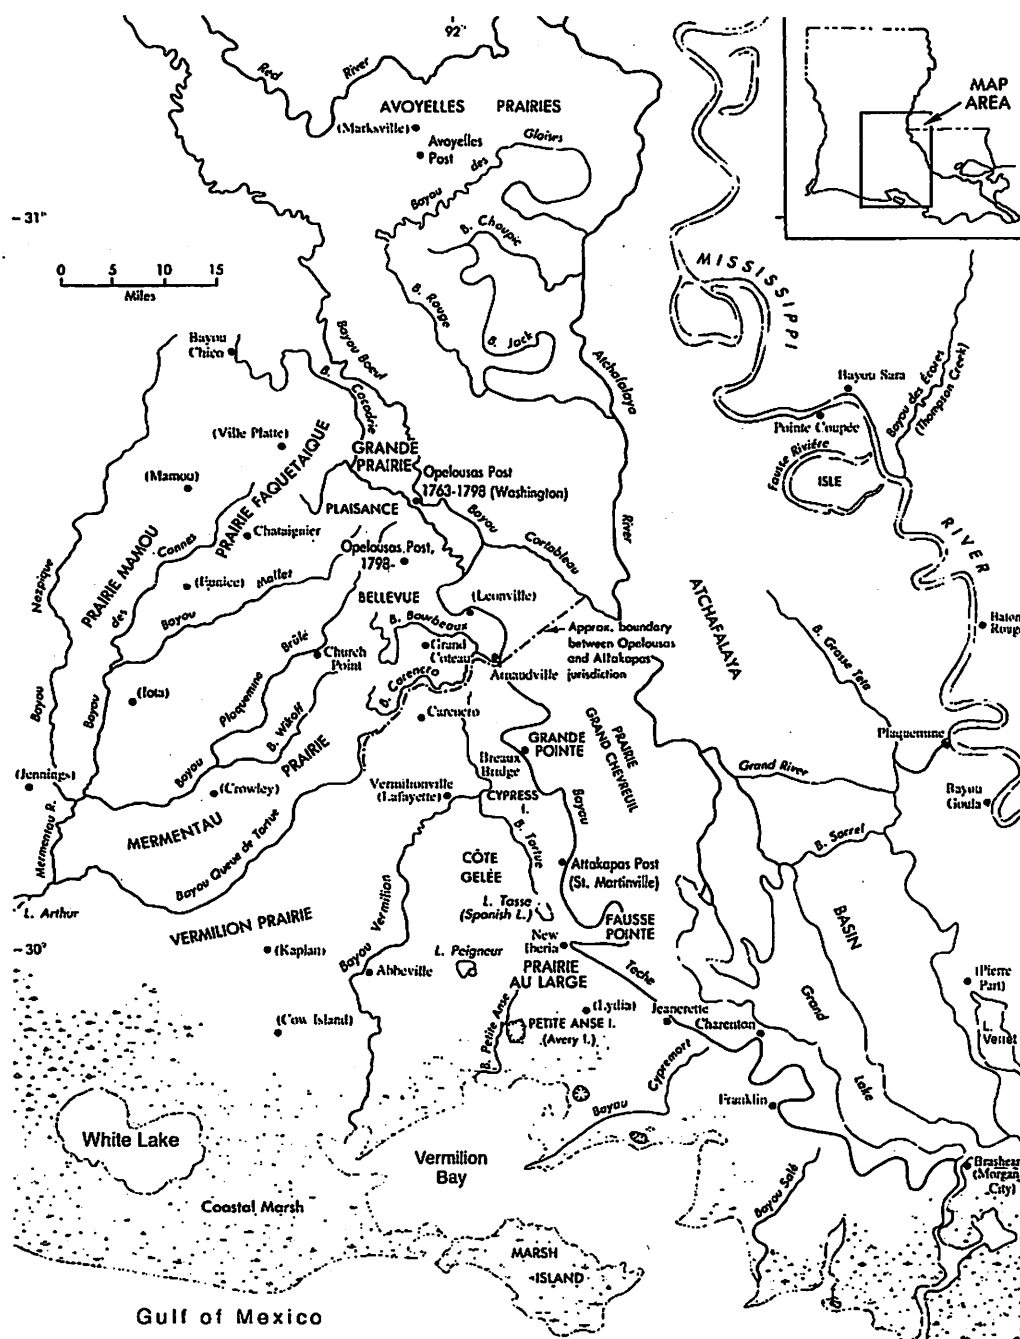 92°
Red River
AVOYELLES PRAIRIES
(Marksville)
Avoyelles
Post
Bayou des Glaises
MAP
AREA
31°
B. Choupic
0 5 10 15
Miles
MISSISSIPPI
B. Rouge
B. Jack
Bayou
Chico
Bayou Boeuf
B. Cocodrie
Atchafalaya
Bayou Sara
Pointe Coupée
Bayou des Écores
(Thompson Creek)
Fausse Rivière
ISLE
(Ville Platte)
GRANDE
PRAIRIE
Opelousas Post
1763-1798 (Washington)
(Mamou)
PRAIRIE FAQUETAIQUE
PLAISANCE
Bayou
Cortableau
River
RIVER
Chataignier
PRAIRIE MAMOU
Cannes
des
Bayou
Nezpique
Bayou
Opelousas Post,
1798-
(Eunice)
Mallet
Bayou
BELLEVUE
(Leonville)
ATCHAFALAYA
B. Bourbeaux
Approx. boundary
between Opelousas
and Attakapas
jurisdiction
Baton
Rouge
Brûlé
Church
Point
Grand
Coteau
Arnaudville
B. Grosse Tete
(Iota)
Plaquemine
B. Wikoff
B. Carencro
Carencro
PRAIRIE
GRAND CHEVREUIL
Plaquemine
GRANDE
POINTE
PRAIRIE
Breaux
Bridge
Grand River
(Jennings)
Bayou
(Crowley)
Vermilionville
(Lafayette)
CYPRESS
I.
Bayou
Bayou
Goula
Mermentau R.
MERMENTAU
Bayou Queue de Tortue
B. Tortue
B. Sorrel
CÔTE
GELÉE
Attakapas Post
(St. Martinville)
L. Arthur
L. Tasse
(Spanish L.)
VERMILION PRAIRIE
Bayou Vermilion
FAUSSE
POINTE
BASIN
30°
(Kaplan)
L. Peigneur
New
Iberia
Abbeville
PRAIRIE
AU LARGE
Teche
(Pierre
Part)
(Lydia)
Jeanerette
Grand
Lake
(Cow Island)
B. Petite Anse
PETITE ANSE I.
(Avery I.)
Charenton
L.
Verret
Bayou Cypremort
Franklin
White Lake
Vermilion
Bay
Brashear
(Morgan
City)
Bayou Salé
Coastal Marsh
MARSH
ISLAND
Gulf of Mexico